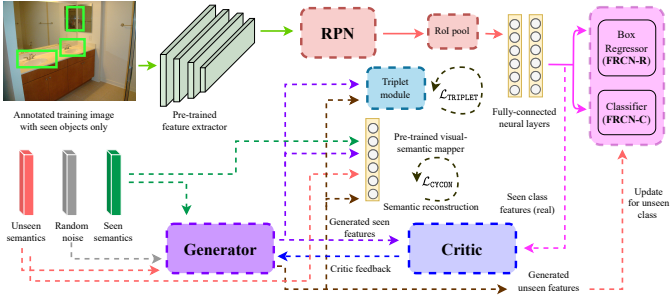 RPN
RoI pool
Box
Regressor
(FRCN-R)
Classifier
(FRCN-C)
Triplet
module
ℒTRIPLET
Annotated training image
with seen objects only
Pre-trained
feature extractor
Fully-connected
neural layers
Pre-trained visual-
semantic mapper
ℒCYCON
Semantic reconstruction
Unseen
semantics
Random
noise
Seen
semantics
Seen class
features (real)
Update
for unseen
class
Generator
Generated seen
features
Critic
Critic feedback
Generated
unseen features